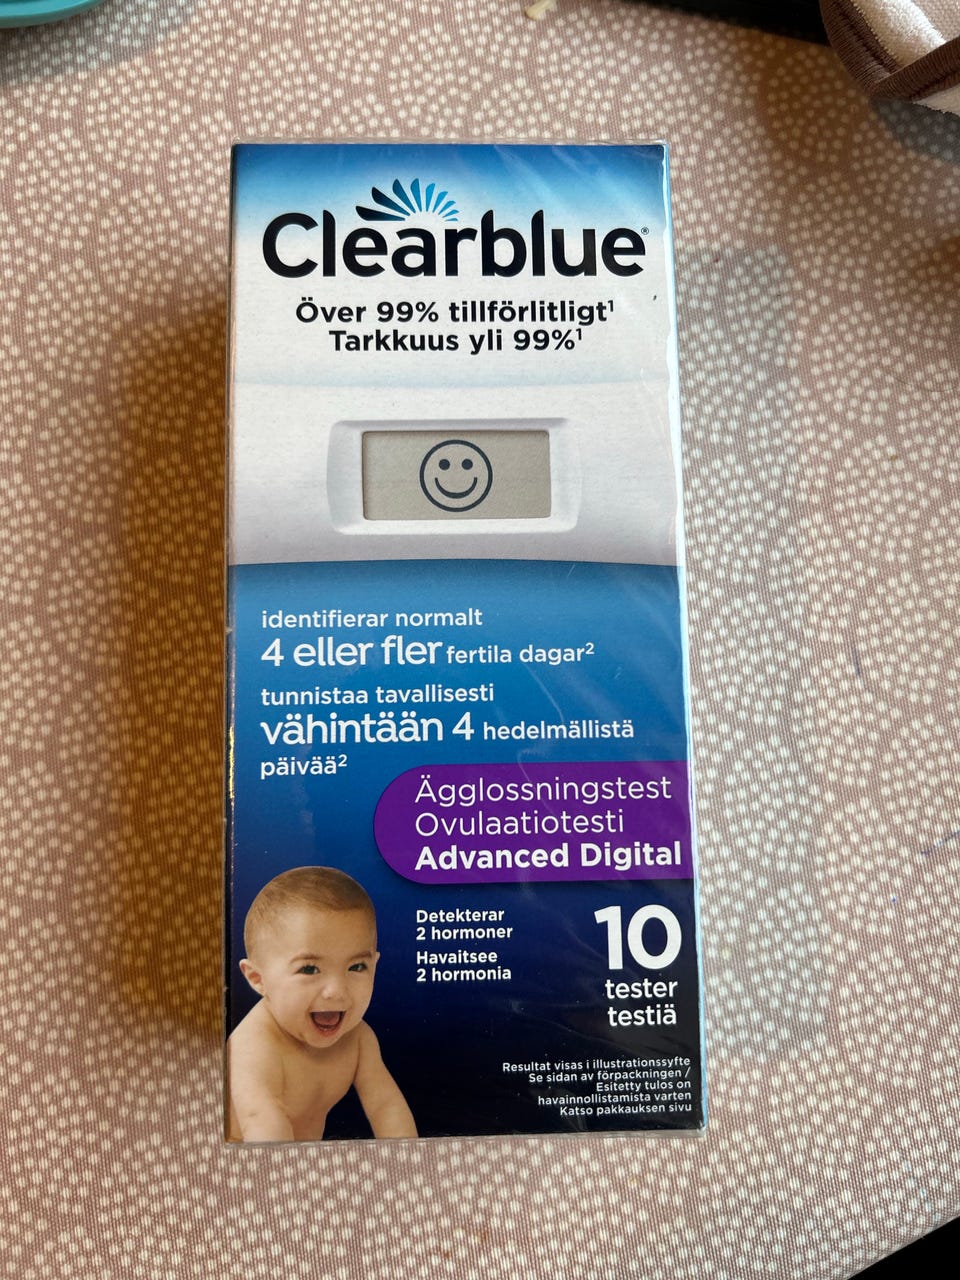 Clearblue®
Över 99% tillförlitligt¹
Tarkkuus yli 99%¹
identifierar normalt
4 eller fler fertila dagar²
tunnistaa tavallisesti
vähintään 4 hedelmällistä
päivää²
Ägglossningstest
Ovulaatiotesti
Advanced Digital
Detekterar
2 hormoner
Havaitsee
2 hormonia
10
tester
testiä
Resultat visas i illustrationssyfte
Se sidan av förpackningen /
Esitetty tulos on
havainnollistamista varten
Katso pakkauksen sivu